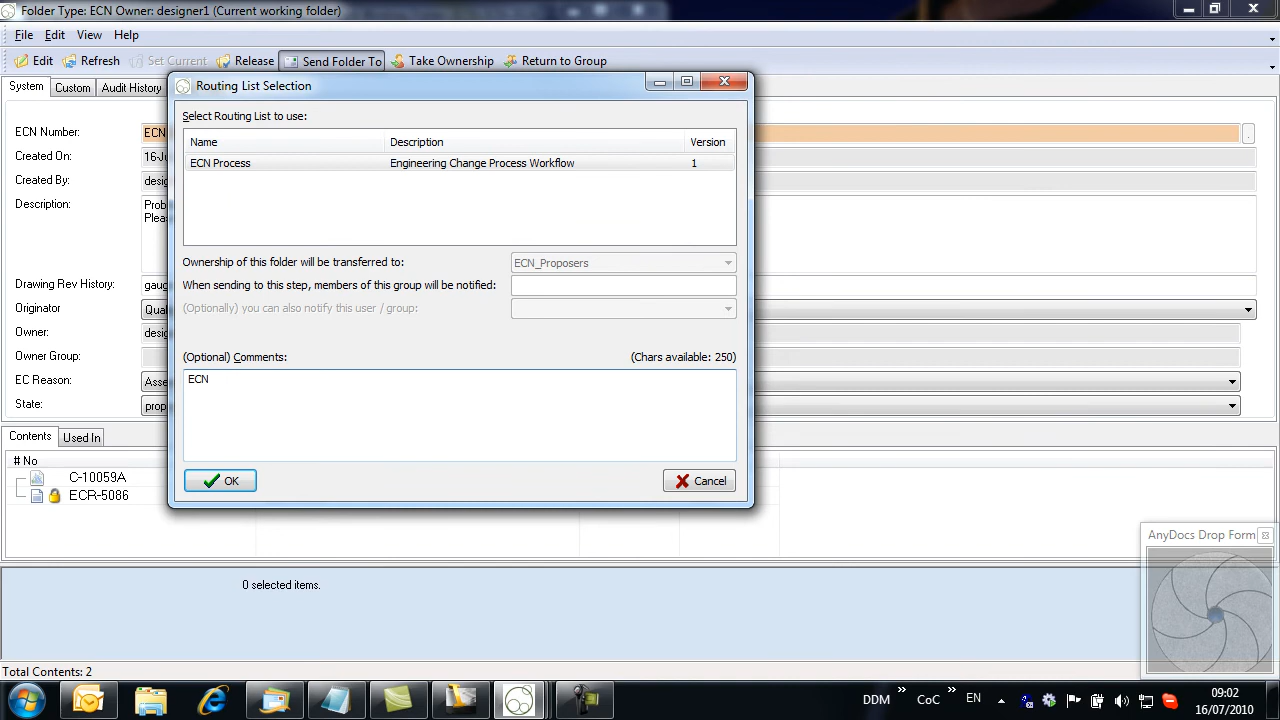 Folder Type: ECN Owner: designer1 (Current working folder)
File Edit View Help
Edit Refresh Set Current Release Send Folder To Take Ownership Return to Group
System Custom Audit History
Routing List Selection
Select Routing List to use:
Name Description Version
ECN Process Engineering Change Process Workflow 1
Ownership of this folder will be transferred to: ECN_Proposers
When sending to this step, members of this group will be notified:
(Optionally) you can also notify this user / group:
(Optional) Comments: (Chars available: 250)
ECN
OK Cancel
ECN Number: ECN
Created On: 16-Ju
Created By: desig
Description: Prob
Plea
Drawing Rev History: gaug
Originator Qual
Owner: desig
Owner Group:
EC Reason: Asse
State: prop
Contents Used In
# No
C-10059A
ECR-5086
AnyDocs Drop Form
0 selected items.
Total Contents: 2
DDM » CoC » EN 09:02
16/07/2010